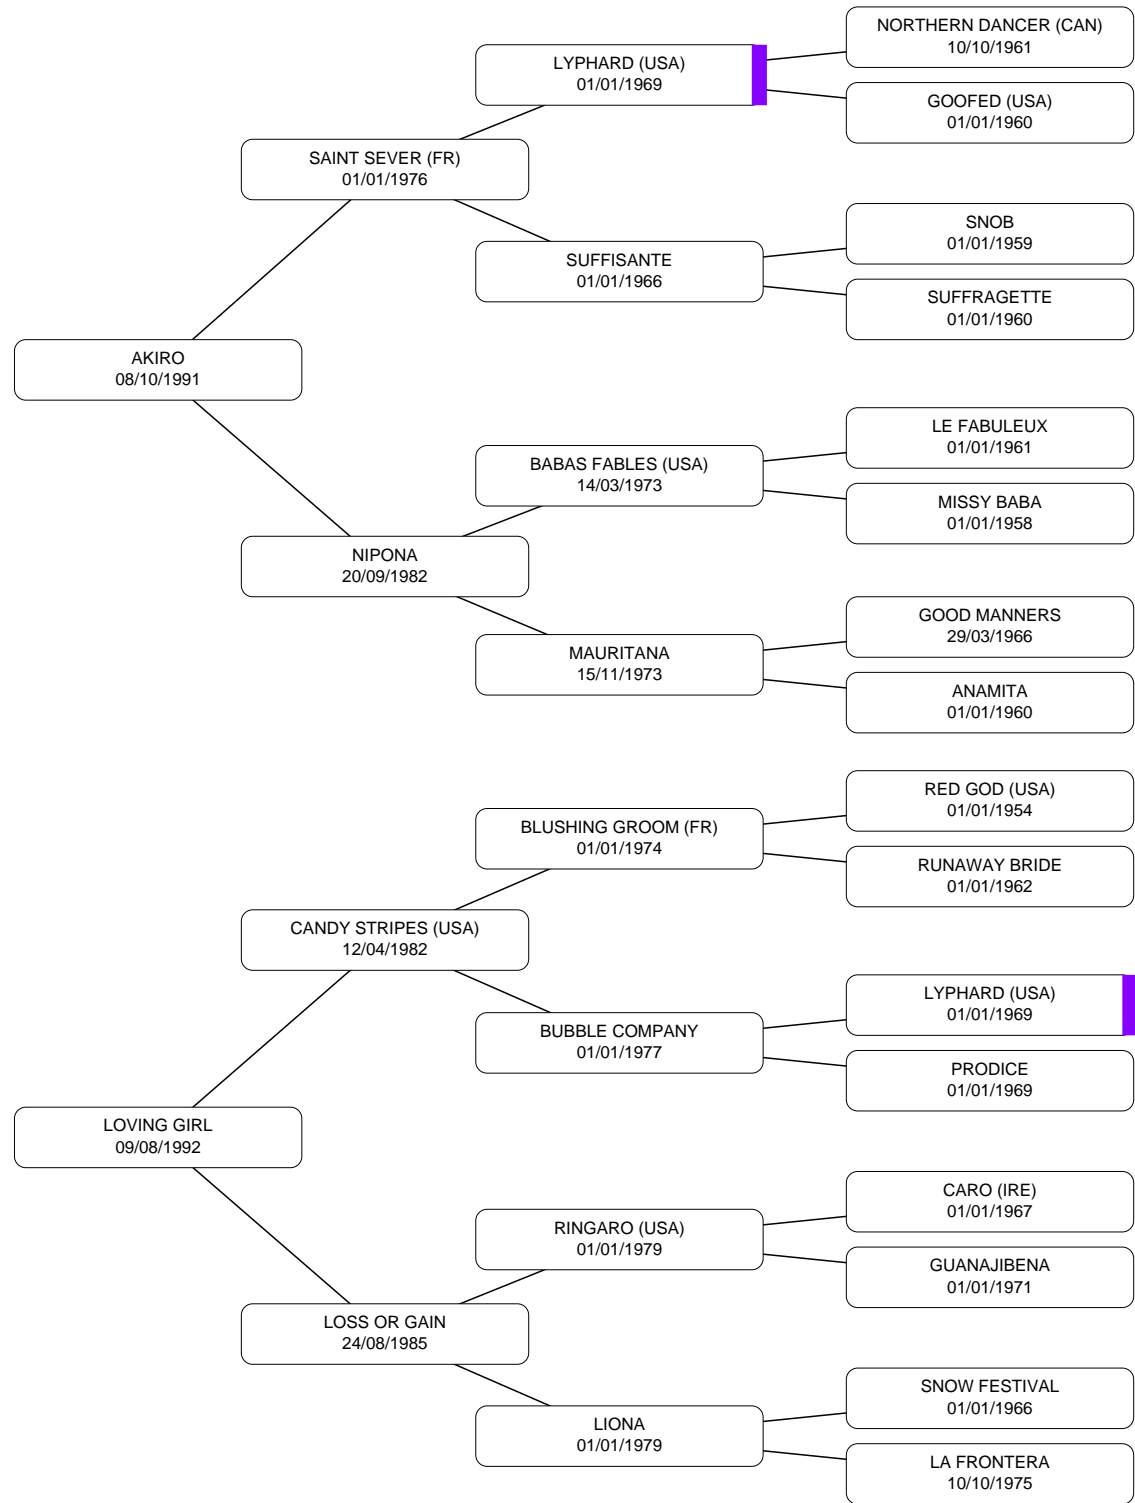 NORTHERN DANCER (CAN)
10/10/1961
LYPHARD (USA)
01/01/1969
GOOFED (USA)
01/01/1960
SAINT SEVER (FR)
01/01/1976
SNOB
01/01/1959
SUFFISANTE
01/01/1966
SUFFRAGETTE
01/01/1960
AKIRO
08/10/1991
LE FABULEUX
01/01/1961
BABAS FABLES (USA)
14/03/1973
MISSY BABA
01/01/1958
NIPONA
20/09/1982
GOOD MANNERS
29/03/1966
MAURITANA
15/11/1973
ANAMITA
01/01/1960
RED GOD (USA)
01/01/1954
BLUSHING GROOM (FR)
01/01/1974
RUNAWAY BRIDE
01/01/1962
CANDY STRIPES (USA)
12/04/1982
LYPHARD (USA)
01/01/1969
BUBBLE COMPANY
01/01/1977
PRODICE
01/01/1969
LOVING GIRL
09/08/1992
CARO (IRE)
01/01/1967
RINGARO (USA)
01/01/1979
GUANAJIBENA
01/01/1971
LOSS OR GAIN
24/08/1985
SNOW FESTIVAL
01/01/1966
LIONA
01/01/1979
LA FRONTERA
10/10/1975